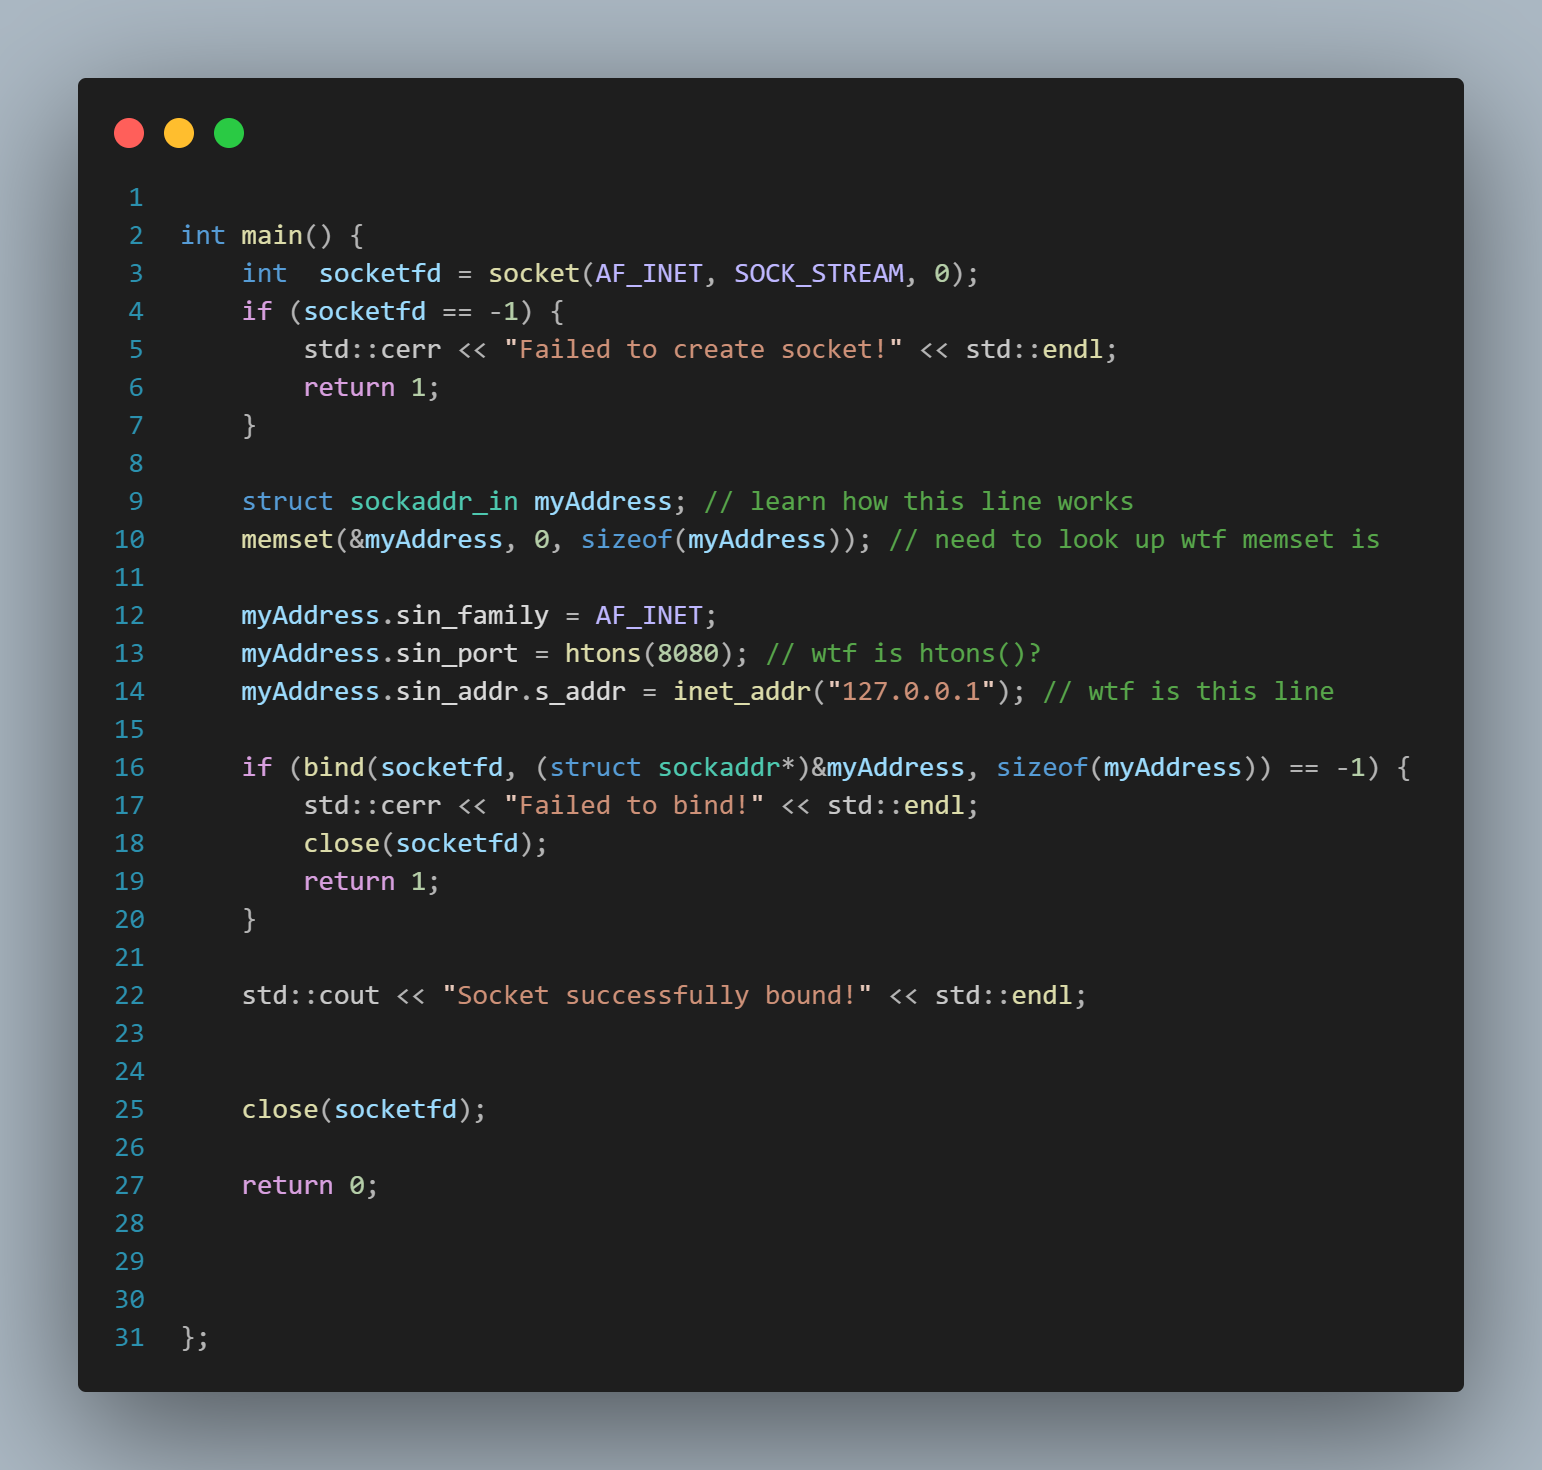 1
2 int main() {
3     int  socketfd = socket(AF_INET, SOCK_STREAM, 0);
4     if (socketfd == -1) {
5         std::cerr << "Failed to create socket!" << std::endl;
6         return 1;
7     }
8
9     struct sockaddr_in myAddress; // learn how this line works
10     memset(&myAddress, 0, sizeof(myAddress)); // need to look up wtf memset is
11
12     myAddress.sin_family = AF_INET;
13     myAddress.sin_port = htons(8080); // wtf is htons()?
14     myAddress.sin_addr.s_addr = inet_addr("127.0.0.1"); // wtf is this line
15
16     if (bind(socketfd, (struct sockaddr*)&myAddress, sizeof(myAddress)) == -1) {
17         std::cerr << "Failed to bind!" << std::endl;
18         close(socketfd);
19         return 1;
20     }
21
22     std::cout << "Socket successfully bound!" << std::endl;
23
24
25     close(socketfd);
26
27     return 0;
28
29
30
31 };